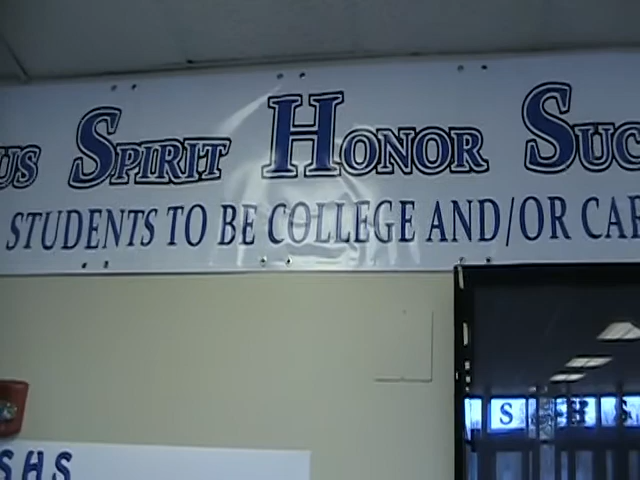 US S SPIRIT HONOR SUC
STUDENTS TO BE COLLEGE AND/OR CAR
S H S
SHS